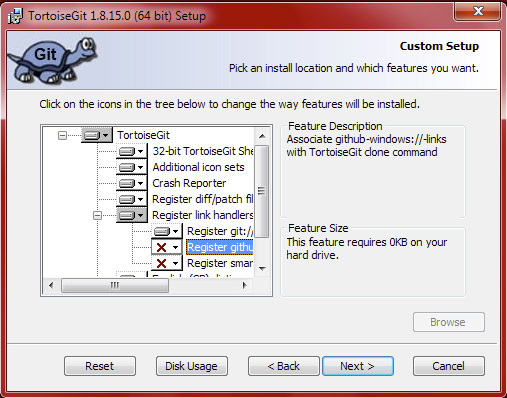 TortoiseGit 1.8.15.0 (64 bit) Setup
Git
Custom Setup
Pick an install location and which features you want.
Click on the icons in the tree below to change the way features will be installed.
TortoiseGit
32-bit TortoiseGit She
Additional icon sets
Crash Reporter
Register diff/patch fil
Register link handlers
Register git://
Register githu
Register smar
Feature Description
Associate github-windows://-links
with TortoiseGit clone command
Feature Size
This feature requires 0KB on your
hard drive.
Browse
Reset
Disk Usage
< Back
Next >
Cancel